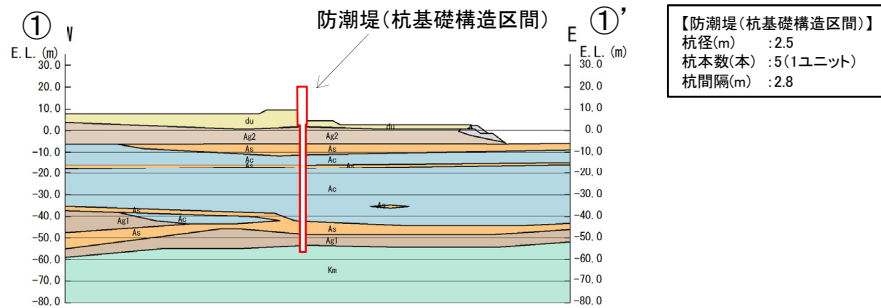 ① W
防潮堤（杭基礎構造区間）
E ①’
E. L. (m)
E. L. (m)
30.0
20.0
10.0
0.0
-10.0
-20.0
-30.0
-40.0
-50.0
-60.0
-70.0
-80.0
du
du
Ag2
Ag2
As
As
Ac
Ac
As
As
Ac
As
Ac
Ag1
As
As
Ag1
Km
30.0
20.0
10.0
0.0
-10.0
-20.0
-30.0
-40.0
-50.0
-60.0
-70.0
-80.0
【防潮堤(杭基礎構造区間)】
杭径(m) ：2.5
杭本数(本) ：5(1ユニット)
杭間隔(m) ：2.8